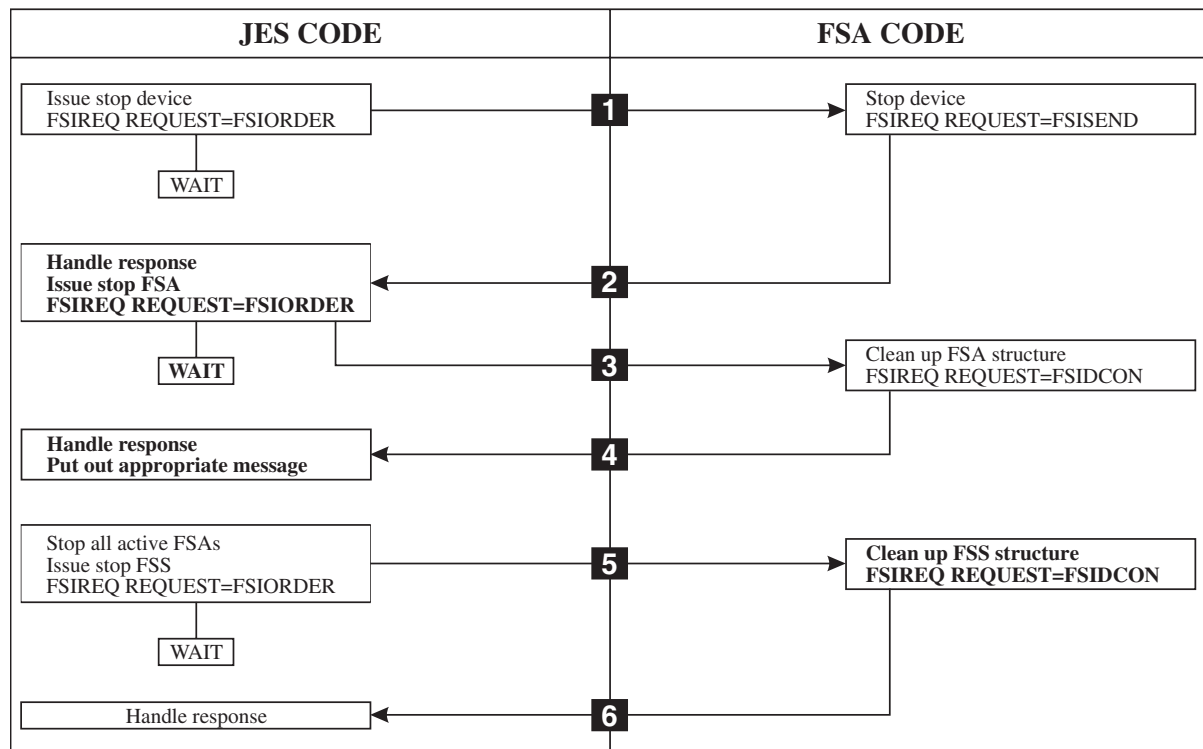 JES CODE
FSA CODE
Issue stop device
FSIREQ REQUEST=FSIORDER
1
Stop device
FSIREQ REQUEST=FSISEND
WAIT
Handle response
Issue stop FSA
FSIREQ REQUEST=FSIORDER
2
WAIT
3
Clean up FSA structure
FSIREQ REQUEST=FSIDCON
Handle response
Put out appropriate message
4
Stop all active FSAs
Issue stop FSS
FSIREQ REQUEST=FSIORDER
5
Clean up FSS structure
FSIREQ REQUEST=FSIDCON
WAIT
Handle response
6